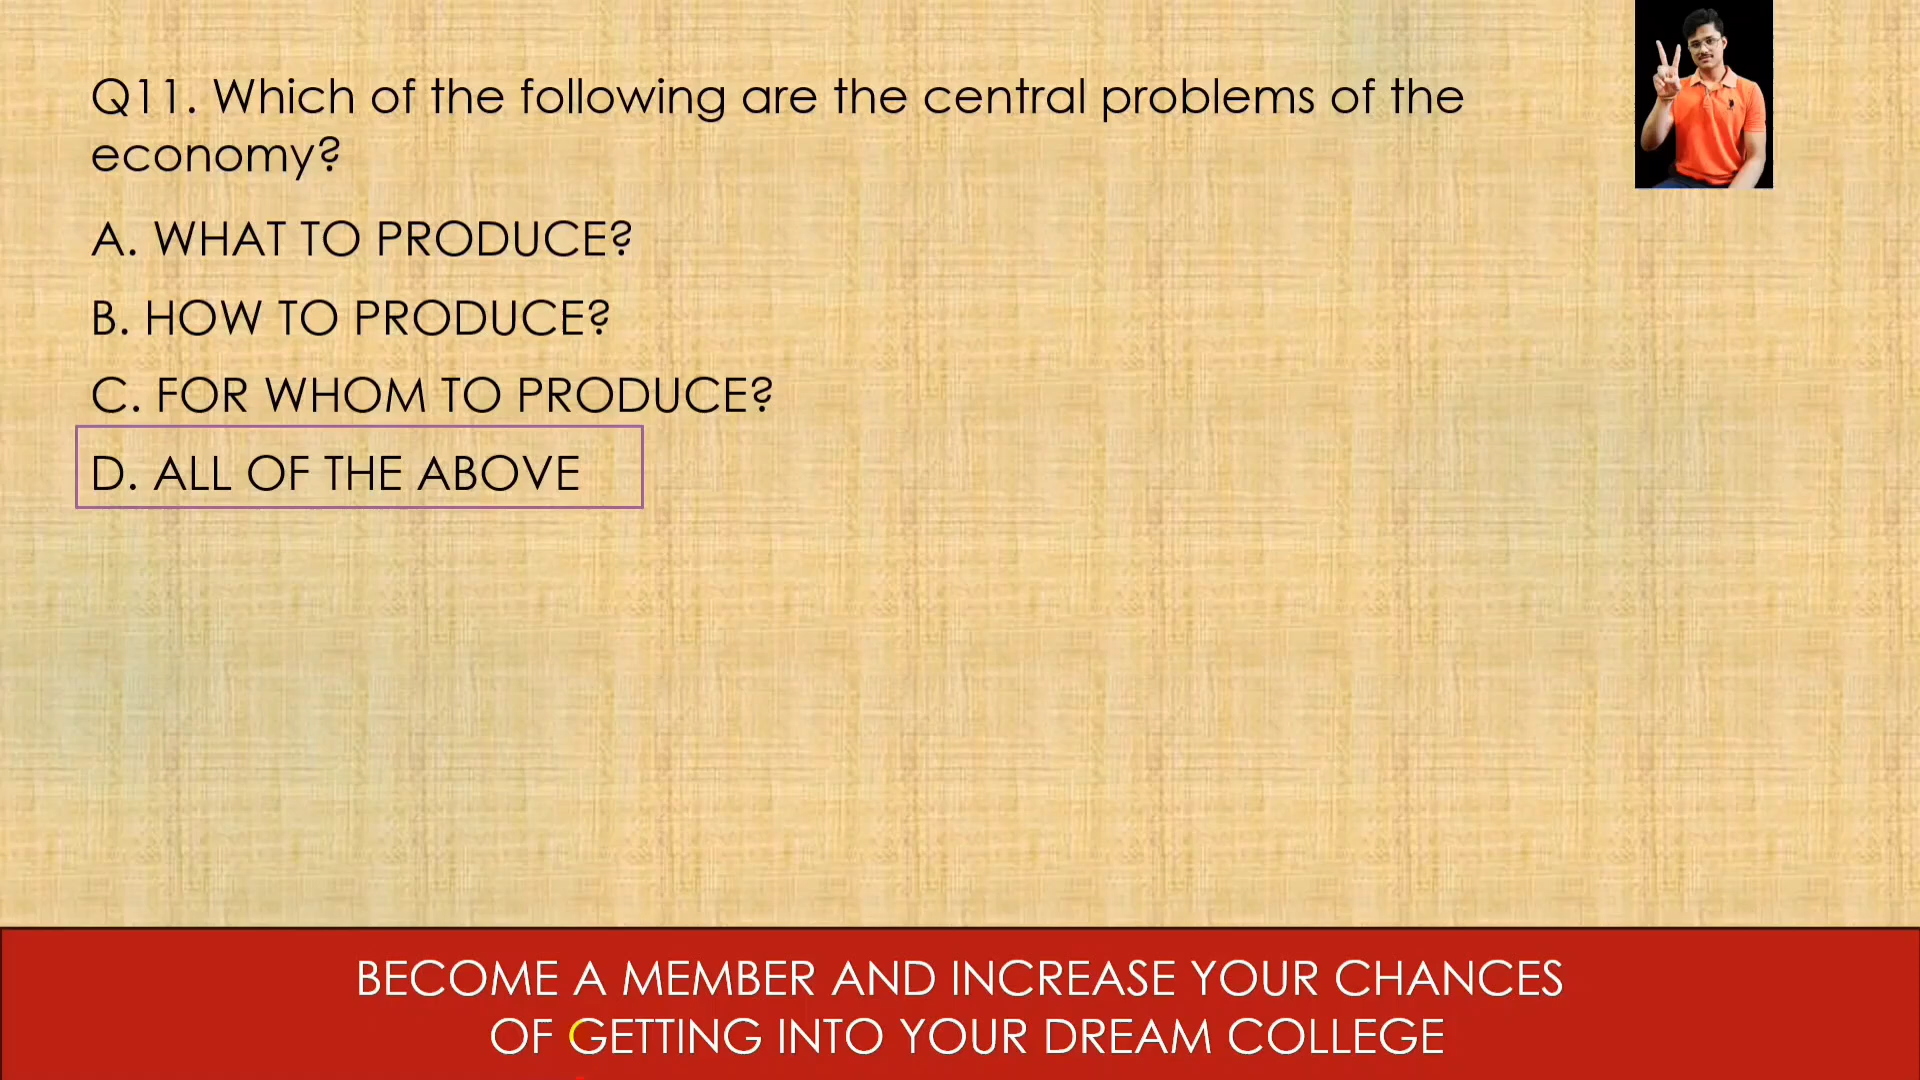 Q11. Which of the following are the central problems of the
economy?
A. WHAT TO PRODUCE?
B. HOW TO PRODUCE?
C. FOR WHOM TO PRODUCE?
D. ALL OF THE ABOVE
BECOME A MEMBER AND INCREASE YOUR CHANCES
OF GETTING INTO YOUR DREAM COLLEGE